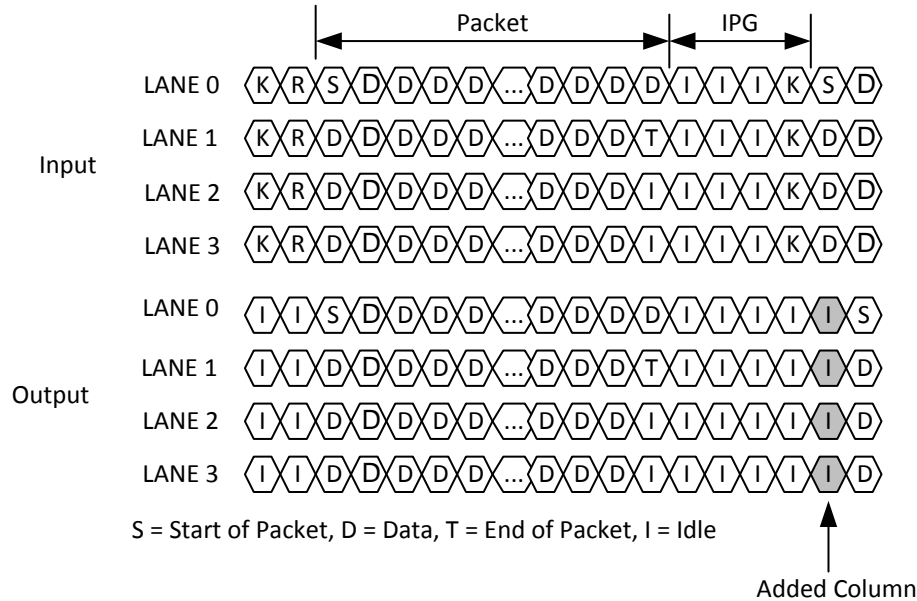 Packet IPG
LANE 0 K R S D D D D ... D D D D I I I K S D
LANE 1 K R D D D D D ... D D D T I I I K D D
Input
LANE 2 K R D D D D D ... D D D I I I I K D D
LANE 3 K R D D D D D ... D D D I I I I K D D
LANE 0 I I S D D D D ... D D D D I I I I I S
LANE 1 I I D D D D D ... D D D T I I I I I D
Output
LANE 2 I I D D D D D ... D D D I I I I I I D
LANE 3 I I D D D D D ... D D D I I I I I I D
S = Start of Packet, D = Data, T = End of Packet, I = Idle
Added Column